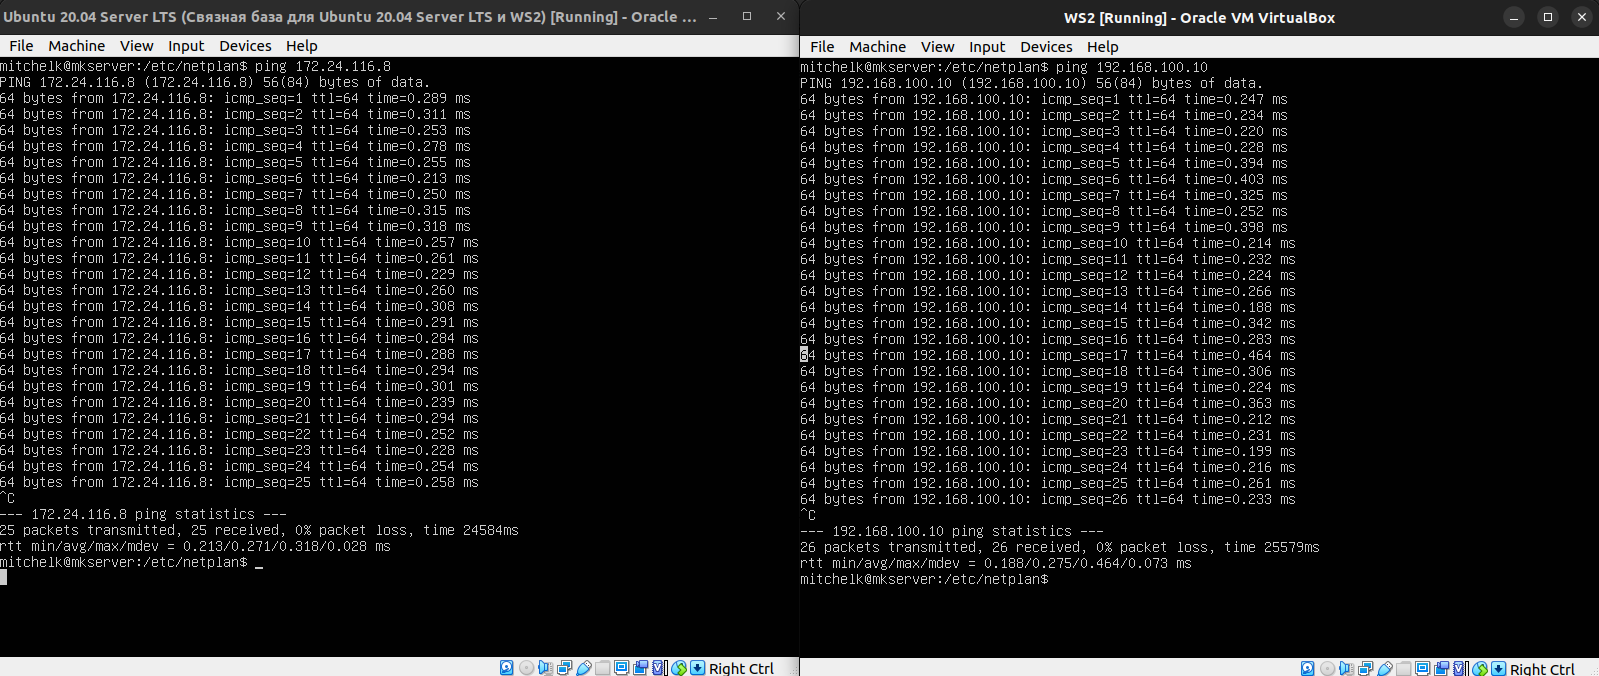 Ubuntu 20.04 Server LTS (Связная база для Ubuntu 20.04 Server LTS и WS2) [Running] - Oracle ...
File Machine View Input Devices Help
mitchelk@mkserver:/etc/netplan$ ping 172.24.116.8
PING 172.24.116.8 (172.24.116.8) 56(84) bytes of data.
64 bytes from 172.24.116.8: icmp_seq=1 ttl=64 time=0.289 ms
64 bytes from 172.24.116.8: icmp_seq=2 ttl=64 time=0.311 ms
64 bytes from 172.24.116.8: icmp_seq=3 ttl=64 time=0.253 ms
64 bytes from 172.24.116.8: icmp_seq=4 ttl=64 time=0.278 ms
64 bytes from 172.24.116.8: icmp_seq=5 ttl=64 time=0.255 ms
64 bytes from 172.24.116.8: icmp_seq=6 ttl=64 time=0.213 ms
64 bytes from 172.24.116.8: icmp_seq=7 ttl=64 time=0.250 ms
64 bytes from 172.24.116.8: icmp_seq=8 ttl=64 time=0.315 ms
64 bytes from 172.24.116.8: icmp_seq=9 ttl=64 time=0.318 ms
64 bytes from 172.24.116.8: icmp_seq=10 ttl=64 time=0.257 ms
64 bytes from 172.24.116.8: icmp_seq=11 ttl=64 time=0.261 ms
64 bytes from 172.24.116.8: icmp_seq=12 ttl=64 time=0.229 ms
64 bytes from 172.24.116.8: icmp_seq=13 ttl=64 time=0.260 ms
64 bytes from 172.24.116.8: icmp_seq=14 ttl=64 time=0.308 ms
64 bytes from 172.24.116.8: icmp_seq=15 ttl=64 time=0.291 ms
64 bytes from 172.24.116.8: icmp_seq=16 ttl=64 time=0.284 ms
64 bytes from 172.24.116.8: icmp_seq=17 ttl=64 time=0.288 ms
64 bytes from 172.24.116.8: icmp_seq=18 ttl=64 time=0.294 ms
64 bytes from 172.24.116.8: icmp_seq=19 ttl=64 time=0.301 ms
64 bytes from 172.24.116.8: icmp_seq=20 ttl=64 time=0.239 ms
64 bytes from 172.24.116.8: icmp_seq=21 ttl=64 time=0.294 ms
64 bytes from 172.24.116.8: icmp_seq=22 ttl=64 time=0.252 ms
64 bytes from 172.24.116.8: icmp_seq=23 ttl=64 time=0.228 ms
64 bytes from 172.24.116.8: icmp_seq=24 ttl=64 time=0.254 ms
64 bytes from 172.24.116.8: icmp_seq=25 ttl=64 time=0.258 ms
^C
--- 172.24.116.8 ping statistics ---
25 packets transmitted, 25 received, 0% packet loss, time 24584ms
rtt min/avg/max/mdev = 0.213/0.271/0.318/0.028 ms
mitchelk@mkserver:/etc/netplan$ _
Right Ctrl
WS2 [Running] - Oracle VM VirtualBox
File Machine View Input Devices Help
mitchelk@mkserver:/etc/netplan$ ping 192.168.100.10
PING 192.168.100.10 (192.168.100.10) 56(84) bytes of data.
64 bytes from 192.168.100.10: icmp_seq=1 ttl=64 time=0.247 ms
64 bytes from 192.168.100.10: icmp_seq=2 ttl=64 time=0.234 ms
64 bytes from 192.168.100.10: icmp_seq=3 ttl=64 time=0.220 ms
64 bytes from 192.168.100.10: icmp_seq=4 ttl=64 time=0.228 ms
64 bytes from 192.168.100.10: icmp_seq=5 ttl=64 time=0.394 ms
64 bytes from 192.168.100.10: icmp_seq=6 ttl=64 time=0.403 ms
64 bytes from 192.168.100.10: icmp_seq=7 ttl=64 time=0.325 ms
64 bytes from 192.168.100.10: icmp_seq=8 ttl=64 time=0.252 ms
64 bytes from 192.168.100.10: icmp_seq=9 ttl=64 time=0.398 ms
64 bytes from 192.168.100.10: icmp_seq=10 ttl=64 time=0.214 ms
64 bytes from 192.168.100.10: icmp_seq=11 ttl=64 time=0.232 ms
64 bytes from 192.168.100.10: icmp_seq=12 ttl=64 time=0.224 ms
64 bytes from 192.168.100.10: icmp_seq=13 ttl=64 time=0.266 ms
64 bytes from 192.168.100.10: icmp_seq=14 ttl=64 time=0.188 ms
64 bytes from 192.168.100.10: icmp_seq=15 ttl=64 time=0.342 ms
64 bytes from 192.168.100.10: icmp_seq=16 ttl=64 time=0.283 ms
64 bytes from 192.168.100.10: icmp_seq=17 ttl=64 time=0.464 ms
64 bytes from 192.168.100.10: icmp_seq=18 ttl=64 time=0.306 ms
64 bytes from 192.168.100.10: icmp_seq=19 ttl=64 time=0.224 ms
64 bytes from 192.168.100.10: icmp_seq=20 ttl=64 time=0.363 ms
64 bytes from 192.168.100.10: icmp_seq=21 ttl=64 time=0.212 ms
64 bytes from 192.168.100.10: icmp_seq=22 ttl=64 time=0.231 ms
64 bytes from 192.168.100.10: icmp_seq=23 ttl=64 time=0.199 ms
64 bytes from 192.168.100.10: icmp_seq=24 ttl=64 time=0.216 ms
64 bytes from 192.168.100.10: icmp_seq=25 ttl=64 time=0.261 ms
64 bytes from 192.168.100.10: icmp_seq=26 ttl=64 time=0.233 ms
^C
--- 192.168.100.10 ping statistics ---
26 packets transmitted, 26 received, 0% packet loss, time 25579ms
rtt min/avg/max/mdev = 0.188/0.275/0.464/0.073 ms
mitchelk@mkserver:/etc/netplan$
Right Ctrl